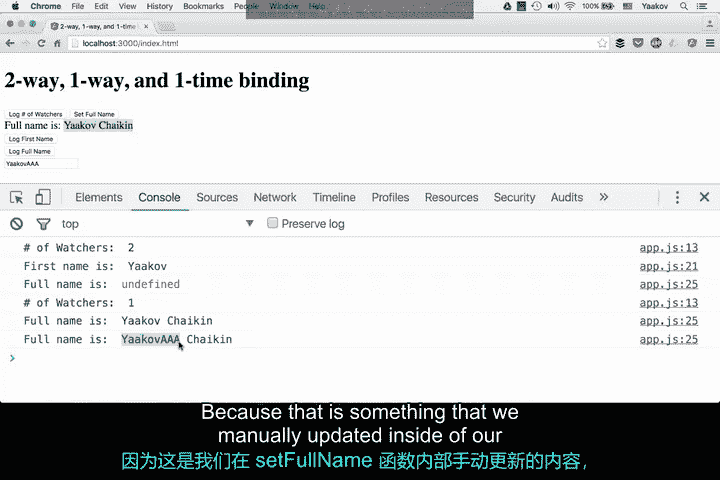 Chrome File Edit View History Bookmarks People Window Help 100% Yaakov
2-way, 1-way, and 1-time b
localhost:3000/index.html
2-way, 1-way, and 1-time binding
Log # of Watchers Set Full Name
Full name is: Yaakov Chaikin
Log First Name
Log Full Name
YaakovAAA
Elements Console Sources Network Timeline Profiles Resources Security Audits
top Preserve log
# of Watchers: 2 app.js:13
First name is: Yaakov app.js:21
Full name is: undefined app.js:25
# of Watchers: 1 app.js:13
Full name is: Yaakov Chaikin app.js:25
Full name is: YaakovAAA Chaikin app.js:25
Because that is something that we
manually updated inside of our
因为这是我们在 setFullName 函数内部手动更新的内容，